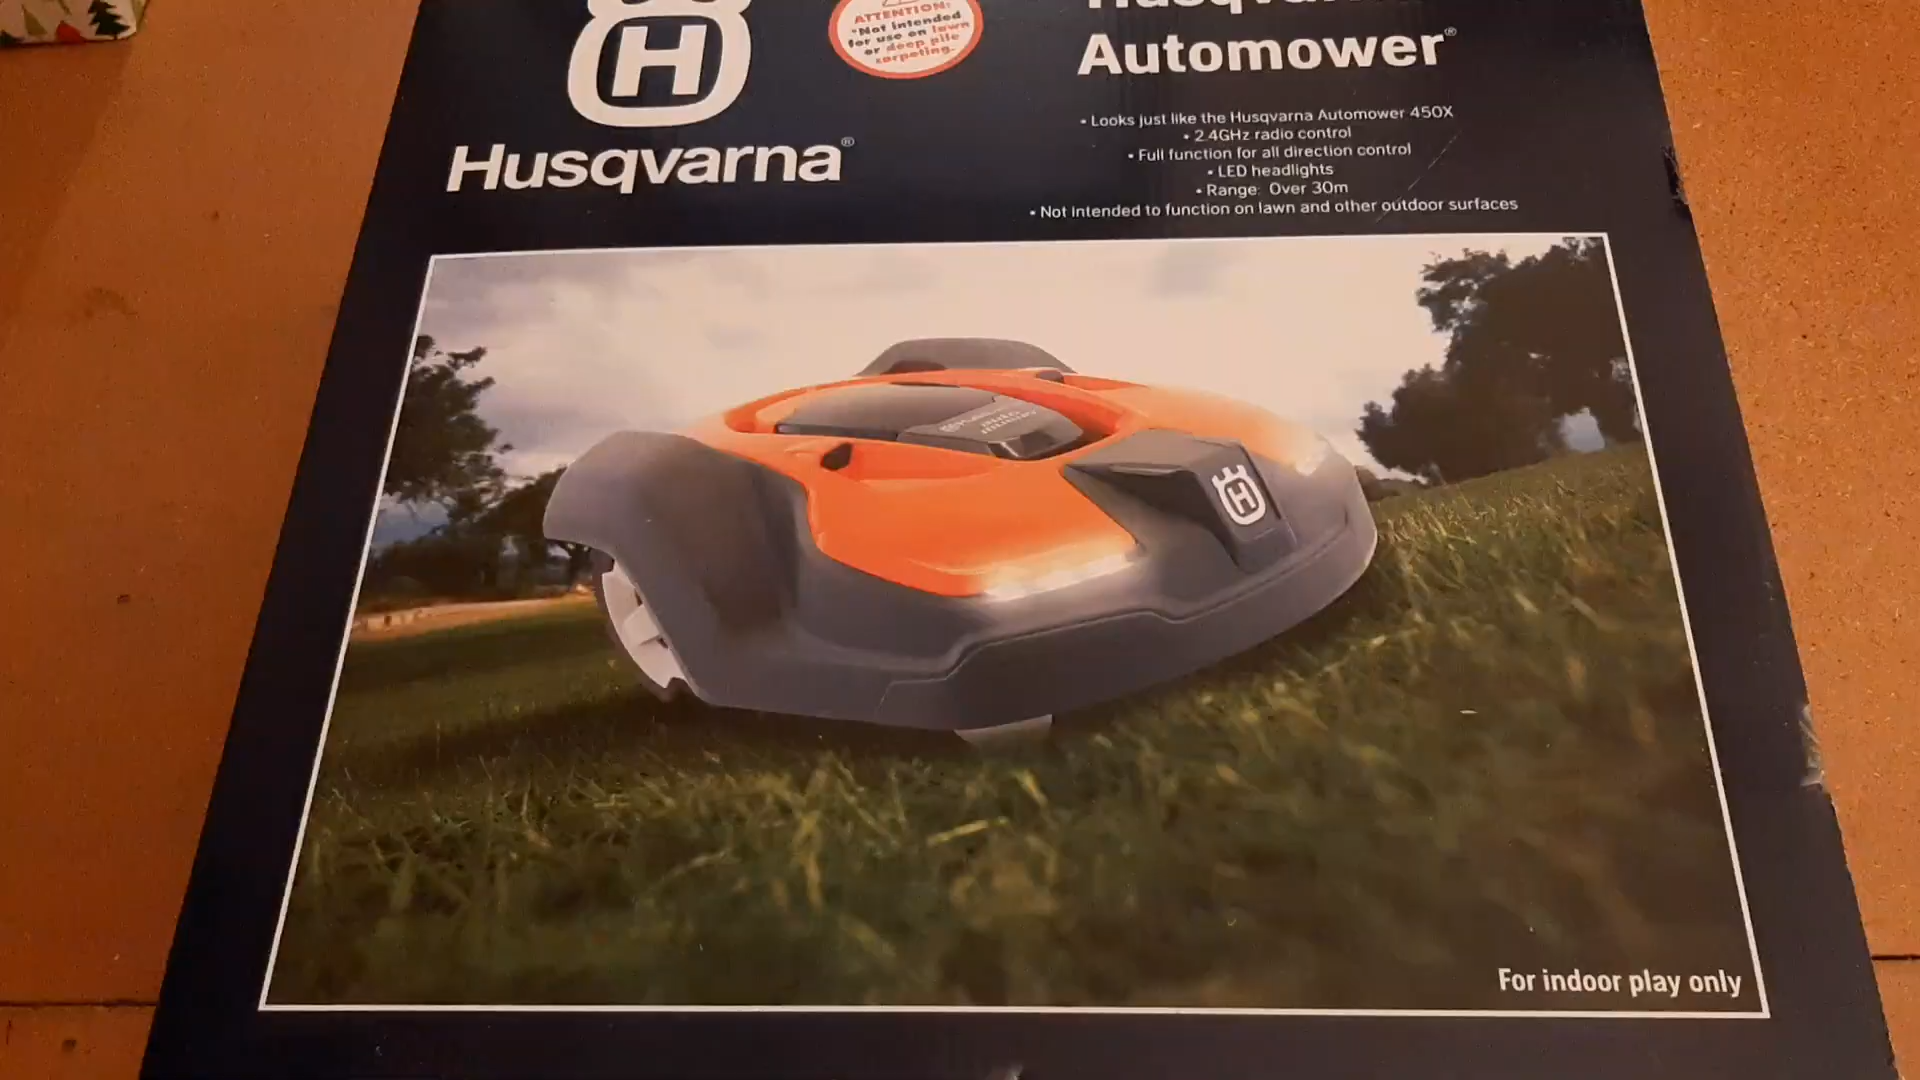 H
Husqvarna®
ATTENTION:
*Not intended
for use on lawn
or deep pile
carpeting.
Automower®
• Looks just like the Husqvarna Automower 450X
• 2.4GHz radio control
• Full function for all direction control
• LED headlights
• Range: Over 30m
• Not intended to function on lawn and other outdoor surfaces
H
For indoor play only